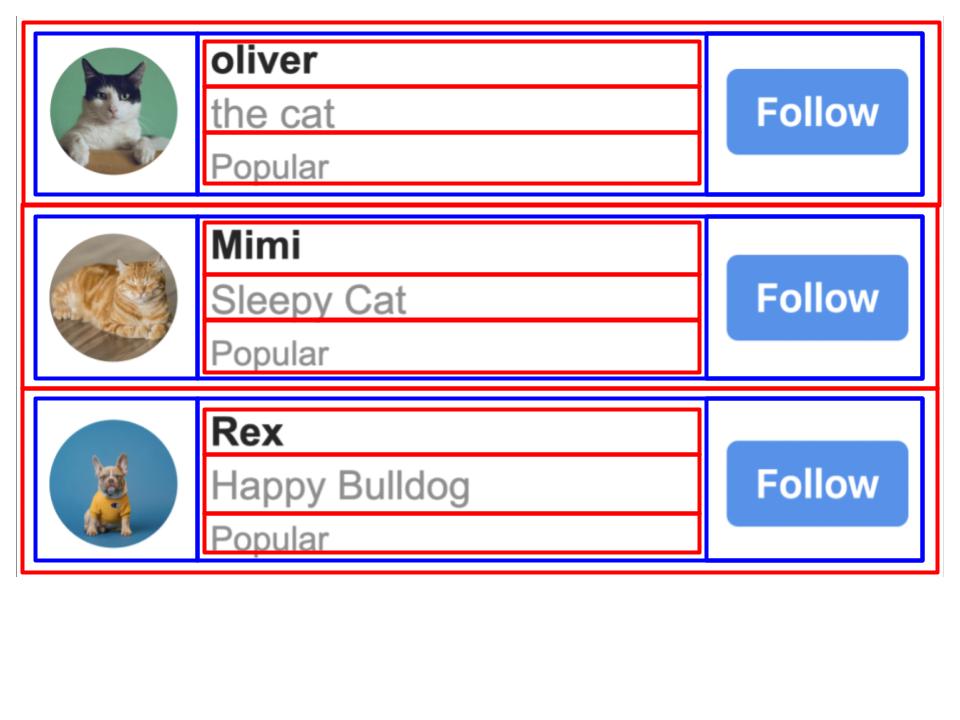 oliver
the cat
Popular
Follow
Mimi
Sleepy Cat
Popular
Follow
Rex
Happy Bulldog
Popular
Follow